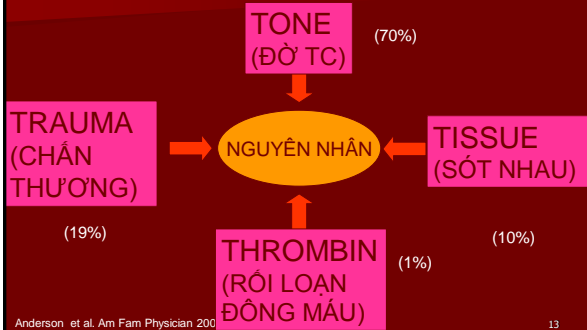 TONE
(ĐỜ TC)
(70%)
TRAUMA
(CHẤN
THƯƠNG)
(19%)
NGUYÊN NHÂN
TISSUE
(SÓT NHAU)
(10%)
THROMBIN
(RỐI LOẠN
ĐÔNG MÁU)
(1%)
Anderson et al. Am Fam Physician 200
13